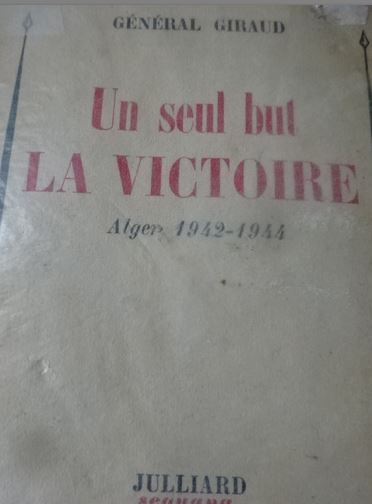 GÉNÉRAL GIRAUD
Un seul but
LA VICTOIRE
Alger 1942-1944
JULLIARD